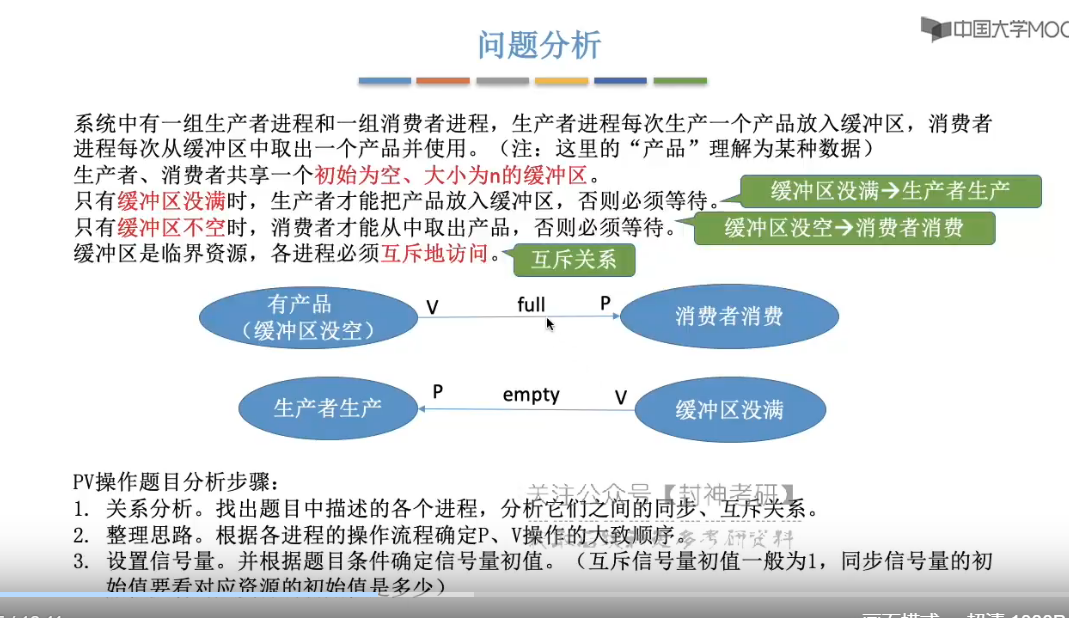 中国大学MOO
问题分析
系统中有一组生产者进程和一组消费者进程，生产者进程每次生产一个产品放入缓冲区，消费者
进程每次从缓冲区中取出一个产品并使用。（注：这里的“产品”理解为某种数据）
生产者、消费者共享一个初始为空、大小为n的缓冲区。
只有缓冲区没满时，生产者才能把产品放入缓冲区，否则必须等待。
缓冲区没满→生产者生产
只有缓冲区不空时，消费者才能从中取出产品，否则必须等待。
缓冲区没空→消费者消费
缓冲区是临界资源，各进程必须互斥地访问。
互斥关系
有产品
（缓冲区没空）
V
full
P
消费者消费
生产者生产
P
empty
V
缓冲区没满
PV操作题目分析步骤：
关注公众号【封神考研】
1. 关系分析。找出题目中描述的各个进程，分析它们之间的同步、互斥关系。
2. 整理思路。根据各进程的操作流程确定P、V操作的大致顺序。
3. 设置信号量。并根据题目条件确定信号量初值。（互斥信号量初值一般为1，同步信号量的初
始值要看对应资源的初始值是多少）